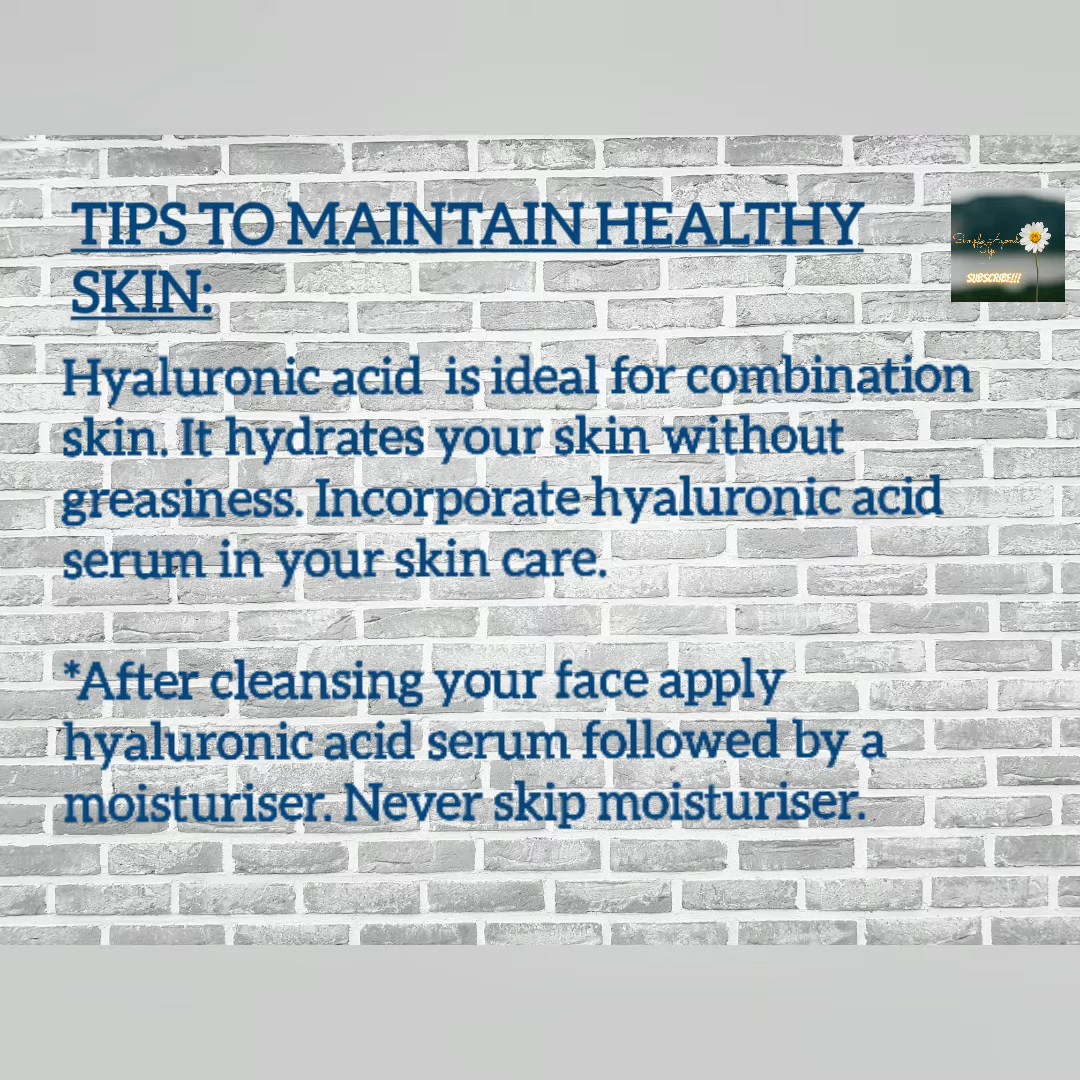 TIPS TO MAINTAIN HEALTHY
SKIN:
Hyaluronic acid  is ideal for combination
skin. It hydrates your skin without
greasiness. Incorporate hyaluronic acid
serum in your skin care.
*After cleansing your face apply
hyaluronic acid serum followed by a
moisturiser. Never skip moisturiser.
SUBSCRIBE!!!